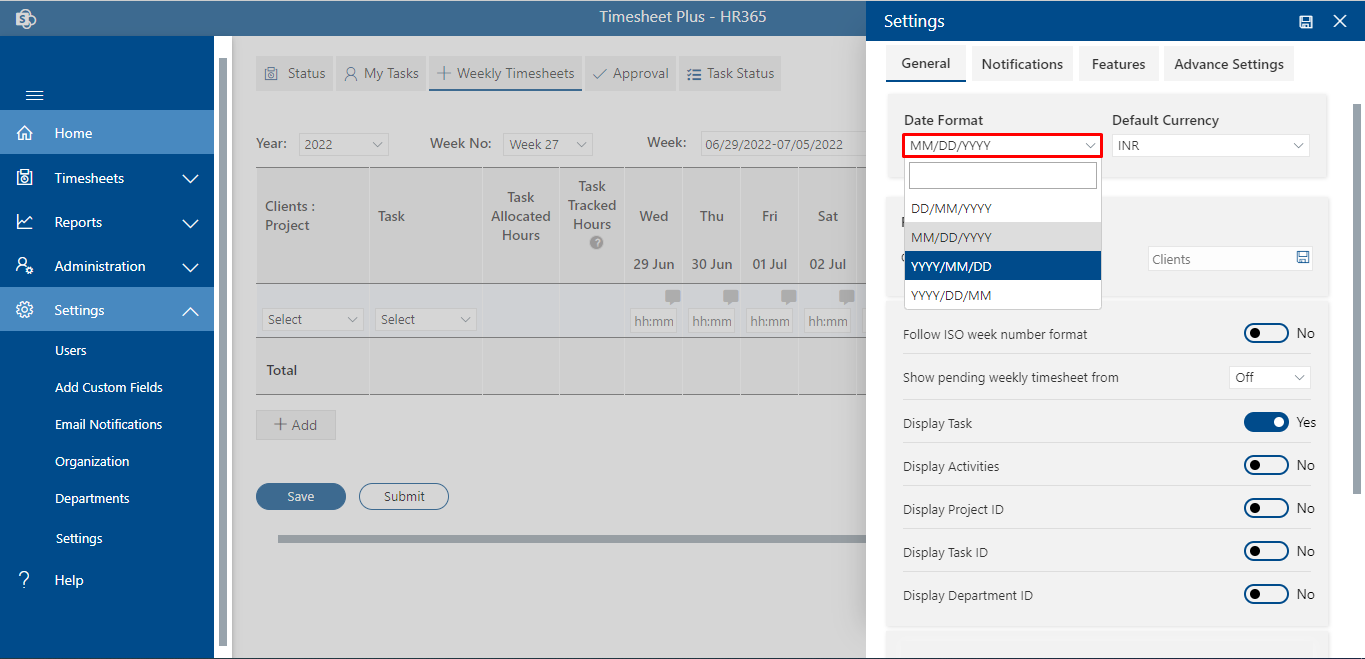 Timesheet Plus - HR365
Settings
Home
Timesheets
Reports
Administration
Settings
Users
Add Custom Fields
Email Notifications
Organization
Departments
Settings
? Help
Status My Tasks Weekly Timesheets Approval Task Status
Year: 2022 Week No: Week 27 Week: 06/29/2022-07/05/2022
Clients :
Project
Task
Task
Allocated
Hours
Task
Tracked
Hours
?
Wed Thu Fri Sat
29 Jun 30 Jun 01 Jul 02 Jul
Select Select hh:mm hh:mm hh:mm hh:mm
Total
+ Add
Save Submit
General Notifications Features Advance Settings
Date Format Default Currency
MM/DD/YYYY INR
DD/MM/YYYY
MM/DD/YYYY
YYYY/MM/DD
YYYY/DD/MM
Clients
Follow ISO week number format No
Show pending weekly timesheet from Off
Display Task Yes
Display Activities No
Display Project ID No
Display Task ID No
Display Department ID No